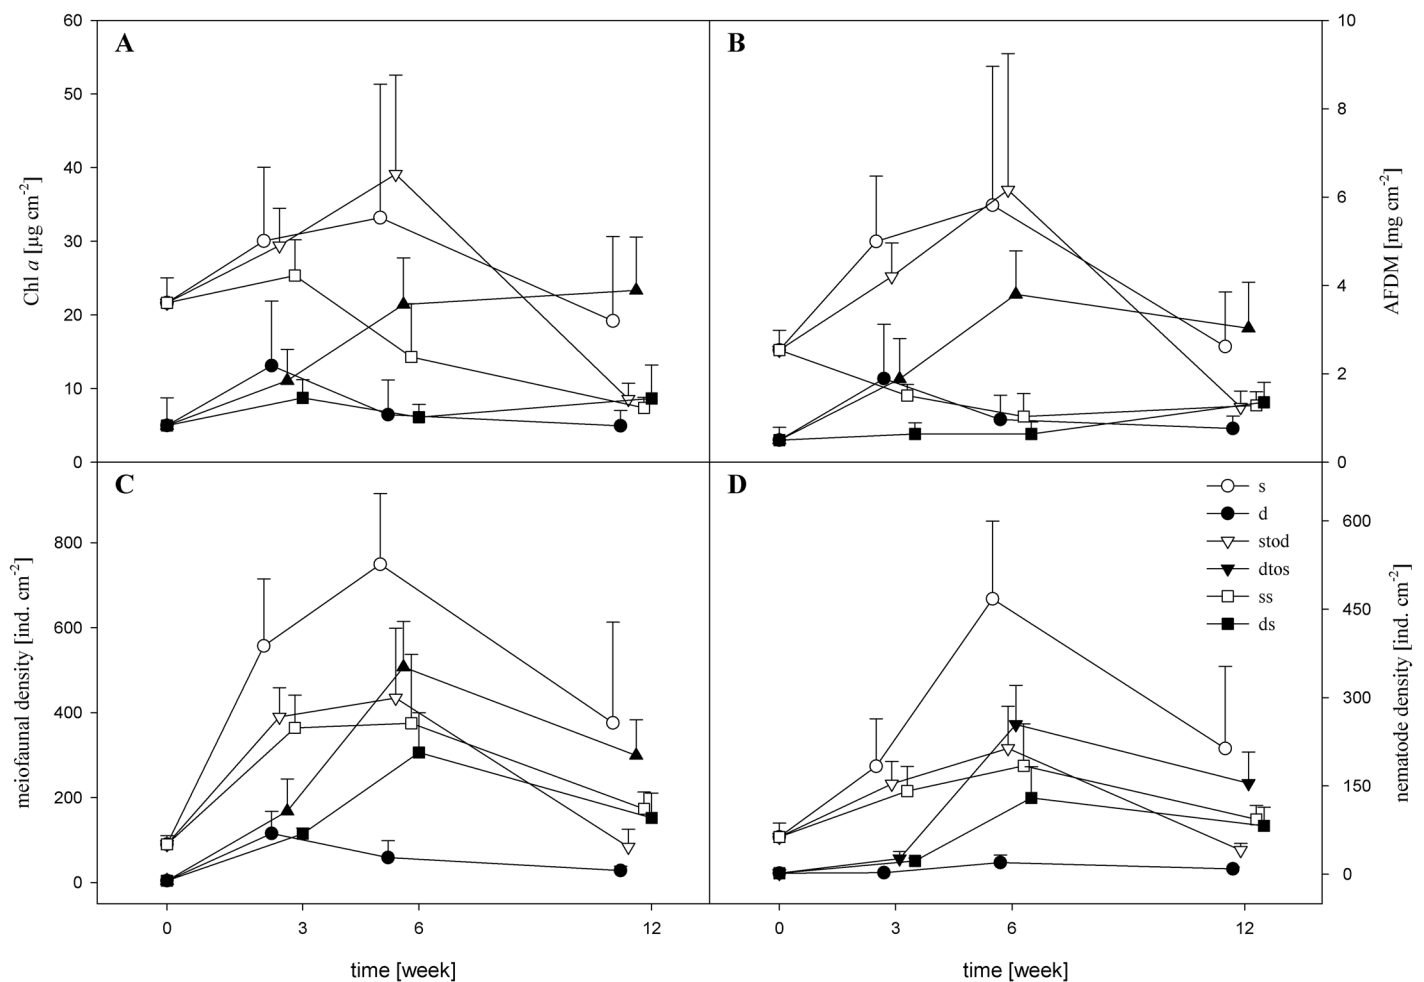 A
60
50
40
30
20
10
0
Chl a [µg cm-2]
B
10
8
6
4
2
0
AFDM [mg cm-2]
C
800
600
400
200
0
meiofaunal density [ind. cm-2]
D
s
d
stod
dtos
ss
ds
600
450
300
150
0
nematode density [ind. cm-2]
0 3 6 12
time [week]
0 3 6 12
time [week]